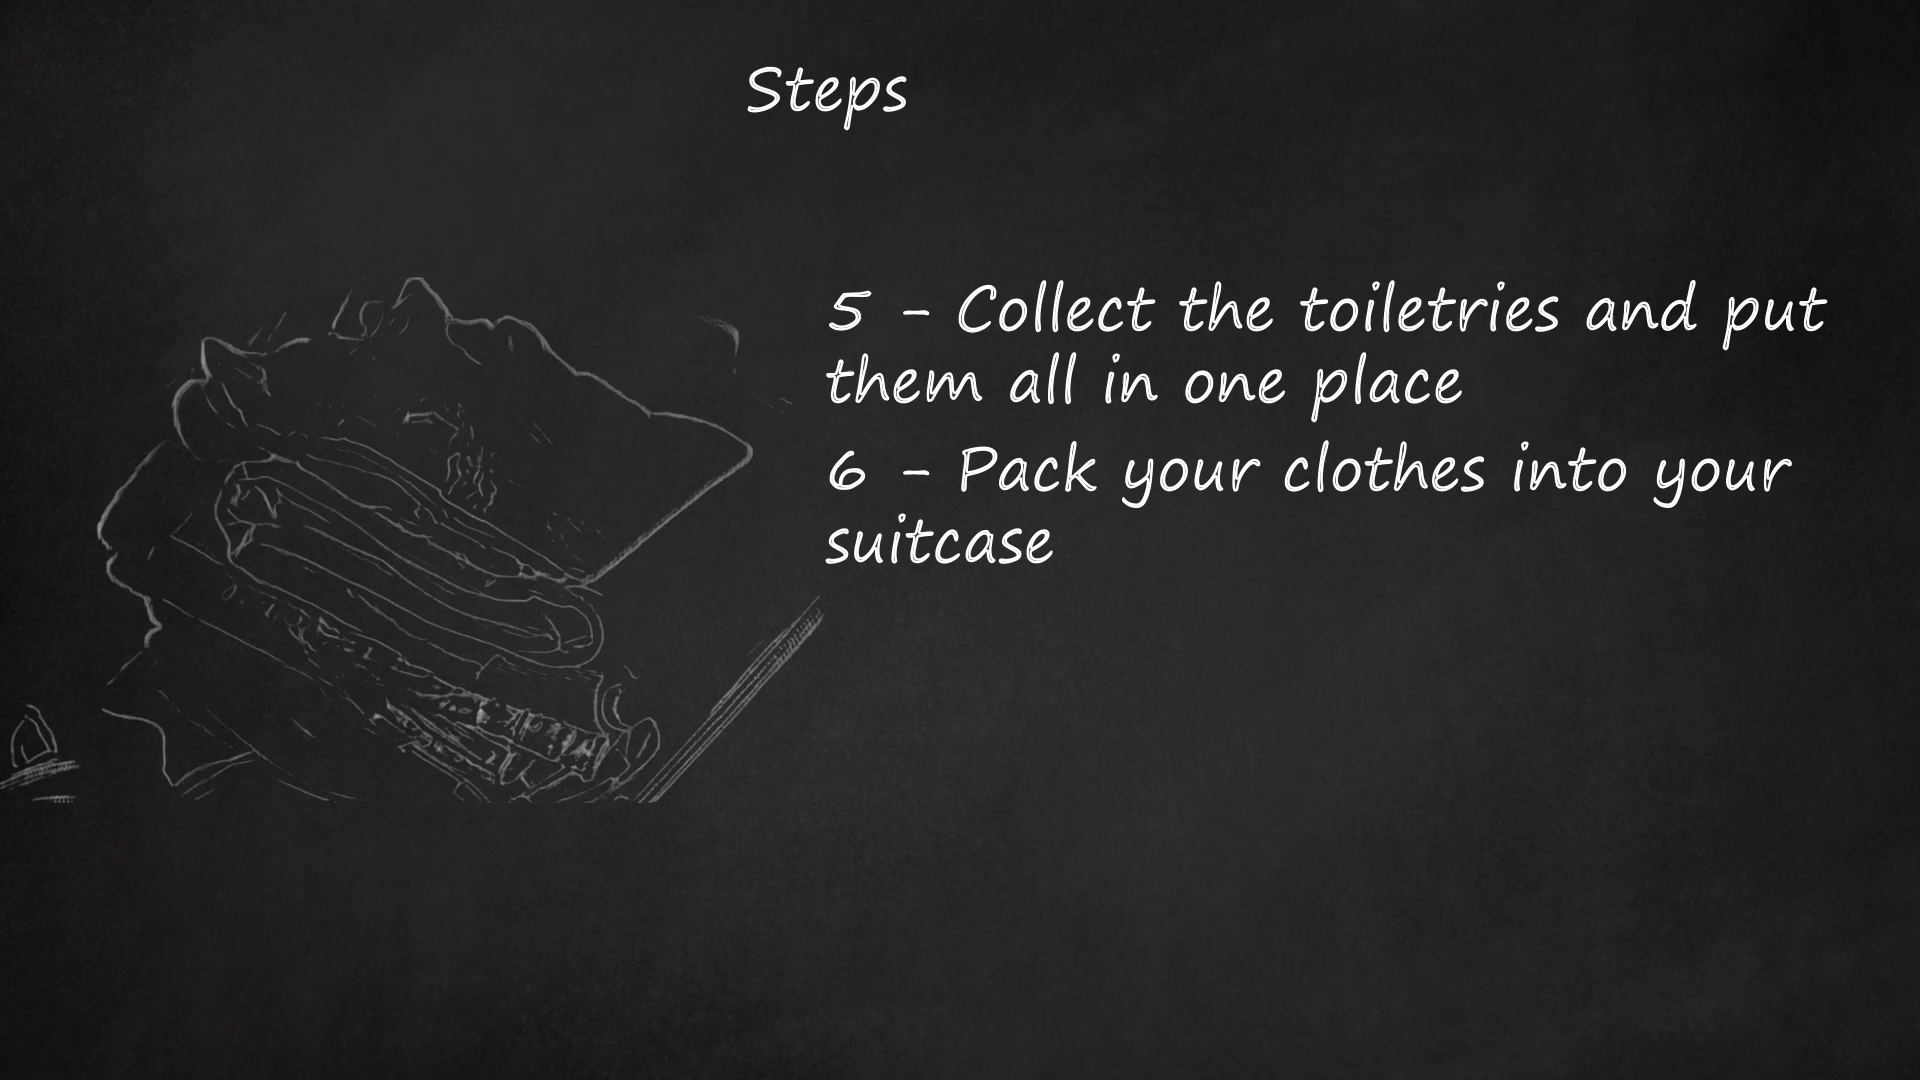 Steps
5 - Collect the toiletries and put
them all in one place
6 - Pack your clothes into your
suitcase